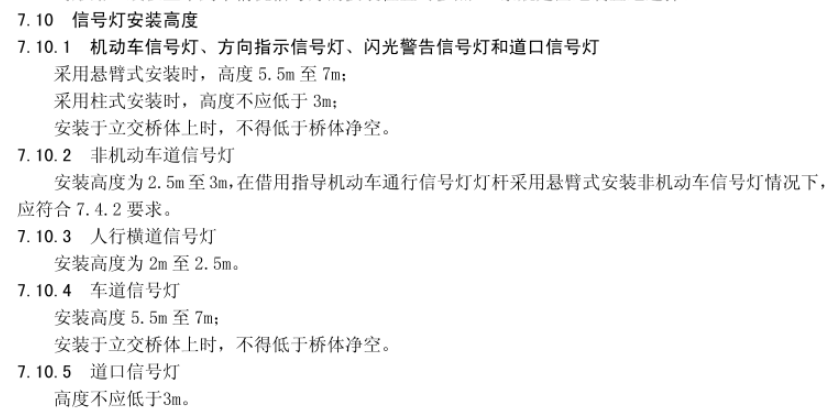 7.10 信号灯安装高度
7.10.1 机动车信号灯、方向指示信号灯、闪光警告信号灯和道口信号灯
采用悬臂式安装时，高度 5.5m 至 7m；
采用柱式安装时，高度不应低于 3m；
安装于立交桥体上时，不得低于桥体净空。
7.10.2 非机动车道信号灯
安装高度为 2.5m 至 3m,在借用指导机动车通行信号灯灯杆采用悬臂式安装非机动车信号灯情况下，
应符合 7.4.2 要求。
7.10.3 人行横道信号灯
安装高度为 2m 至 2.5m。
7.10.4 车道信号灯
安装高度 5.5m 至 7m；
安装于立交桥体上时，不得低于桥体净空。
7.10.5 道口信号灯
高度不应低于3m。